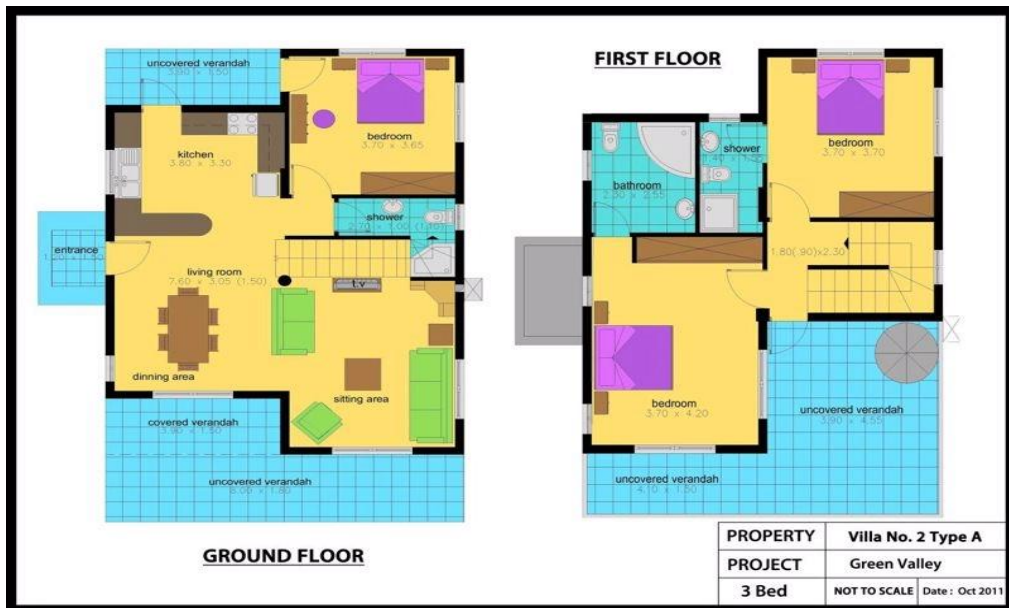 uncovered verandah
3.90 x 1.50
bedroom
3.70 x 3.65
kitchen
3.80 x 3.30
shower
2.70 x 1.00
entrance
living room
7.60 x 3.05 (1.50)
t.v
dinning area
sitting area
covered verandah
3.90 x 1.50
uncovered verandah
8.00 x 1.80
GROUND FLOOR
FIRST FLOOR
bedroom
3.70 x 3.70
shower
bathroom
2.30 x 2.55
1.80(.90)x2.30
bedroom
3.70 x 4.20
uncovered verandah
3.90 x 4.55
uncovered verandah
4.10 x 1.50
PROPERTY Villa No. 2 Type A
PROJECT Green Valley
3 Bed NOT TO SCALE Date : Oct 2011